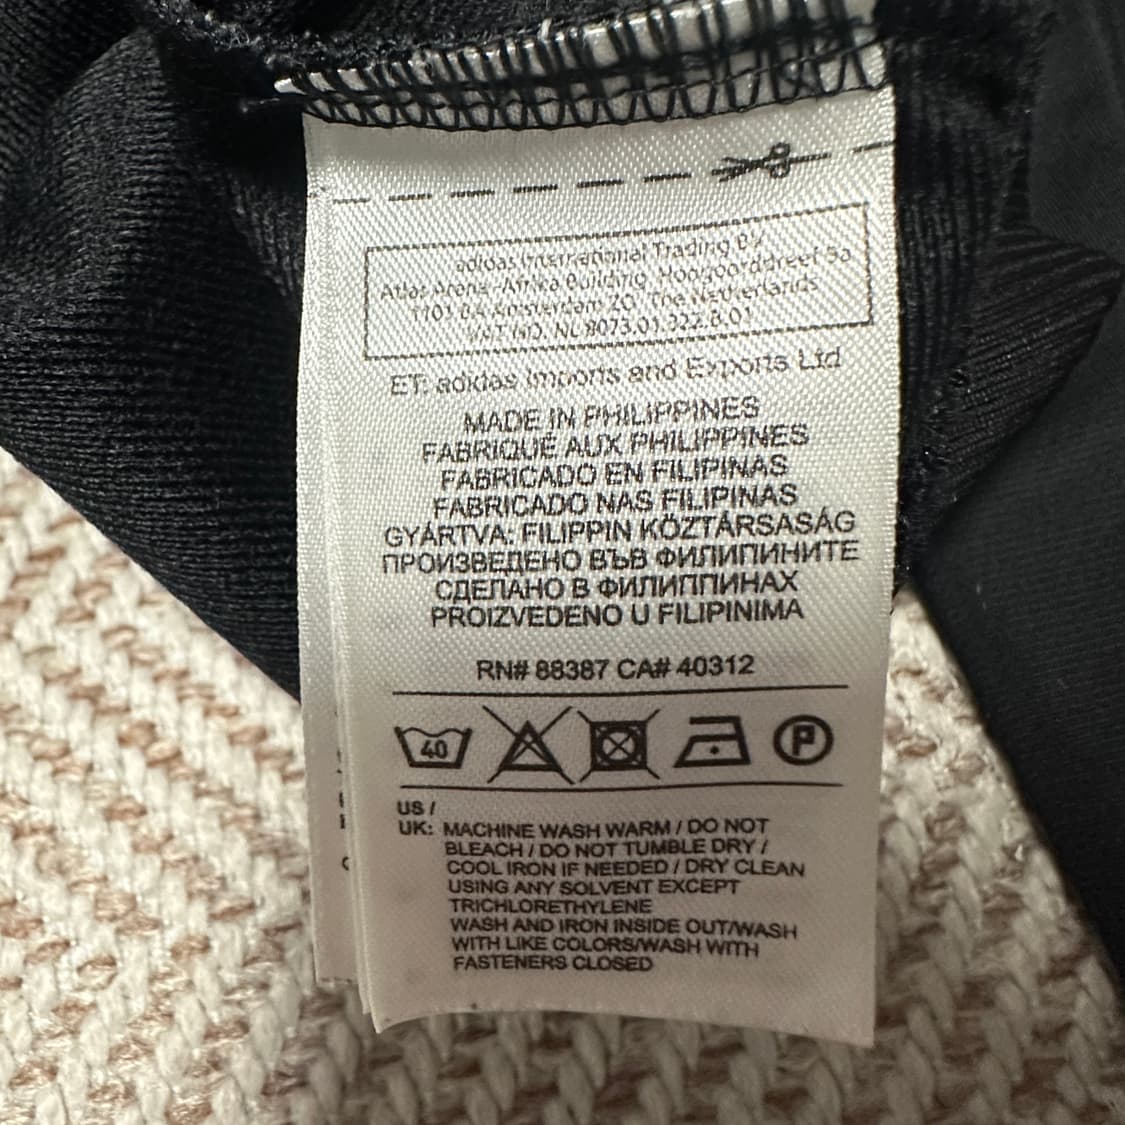 adidas International Trading BV
Atlas Arena-Afrika Building, Hoogoorddreef 9a
1101 BA Amsterdam ZO, The Netherlands
VAT NO. NL 8073.01.222.B.01
ET: adidas Imports and Exports Ltd
MADE IN PHILIPPINES
FABRIQUÉ AUX PHILIPPINES
FABRICADO EN FILIPINAS
FABRICADO NAS FILIPINAS
GYÁRTVA: FILIPPIN KÖZTÁRSASÁG
ПРОИЗВЕДЕНО ВЪВ ФИЛИПИНИТЕ
СДЕЛАНО В ФИЛИППИНАХ
PROIZVEDENO U FILIPINIMA
RN# 88387 CA# 40312
40 P
US /
UK: MACHINE WASH WARM / DO NOT
BLEACH / DO NOT TUMBLE DRY /
COOL IRON IF NEEDED / DRY CLEAN
USING ANY SOLVENT EXCEPT
TRICHLORETHYLENE
WASH AND IRON INSIDE OUT/WASH
WITH LIKE COLORS/WASH WITH
FASTENERS CLOSED